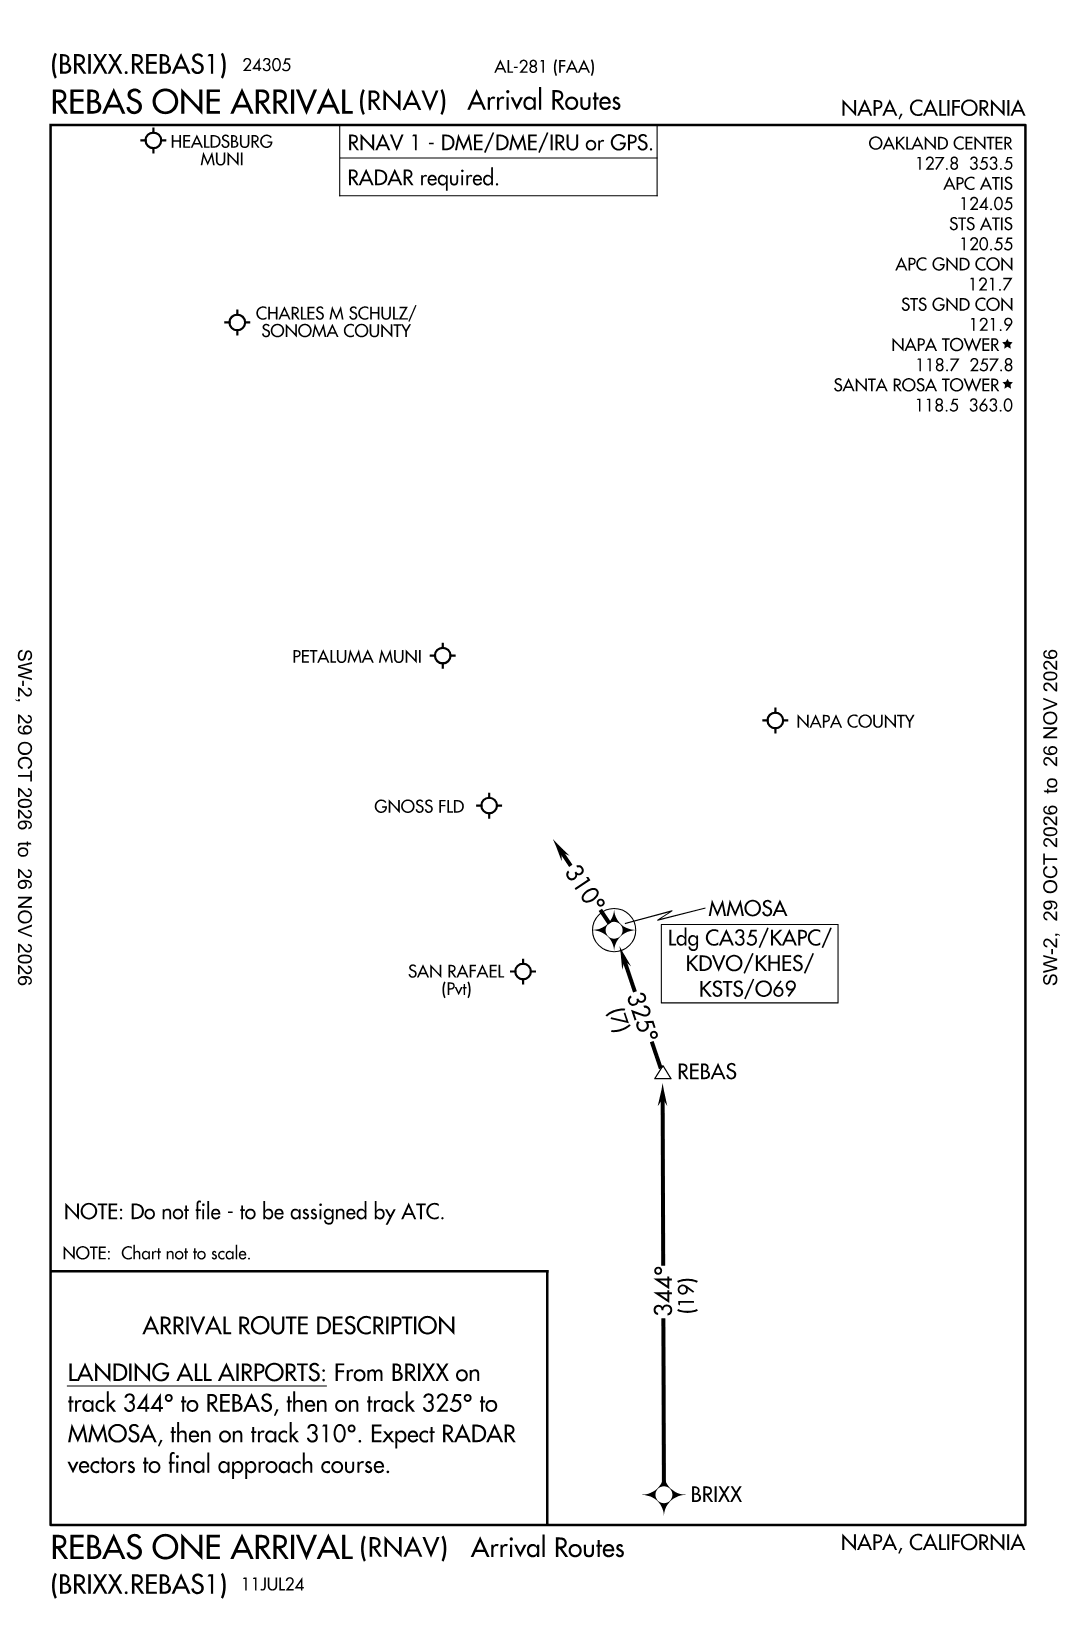 (BRIXX.REBAS1) 24305
AL-281 (FAA)
REBAS ONE ARRIVAL (RNAV) Arrival Routes
NAPA, CALIFORNIA
HEALDSBURG
MUNI
RNAV 1 - DME/DME/IRU or GPS.
RADAR required.
OAKLAND CENTER
127.8 353.5
APC ATIS
124.05
STS ATIS
120.55
APC GND CON
121.7
STS GND CON
121.9
NAPA TOWER★
118.7 257.8
SANTA ROSA TOWER★
118.5 363.0
CHARLES M SCHULZ/
SONOMA COUNTY
SW-2, 29 OCT 2026 to 26 NOV 2026
SW-2, 29 OCT 2026 to 26 NOV 2026
PETALUMA MUNI
NAPA COUNTY
GNOSS FLD
310°
MMOSA
Ldg CA35/KAPC/
KDVO/KHES/
KSTS/O69
SAN RAFAEL
(Pvt)
325°
(7)
REBAS
NOTE: Do not file - to be assigned by ATC.
NOTE: Chart not to scale.
344°
(19)
ARRIVAL ROUTE DESCRIPTION
LANDING ALL AIRPORTS: From BRIXX on
track 344° to REBAS, then on track 325° to
MMOSA, then on track 310°. Expect RADAR
vectors to final approach course.
BRIXX
REBAS ONE ARRIVAL (RNAV) Arrival Routes
NAPA, CALIFORNIA
(BRIXX.REBAS1) 11JUL24